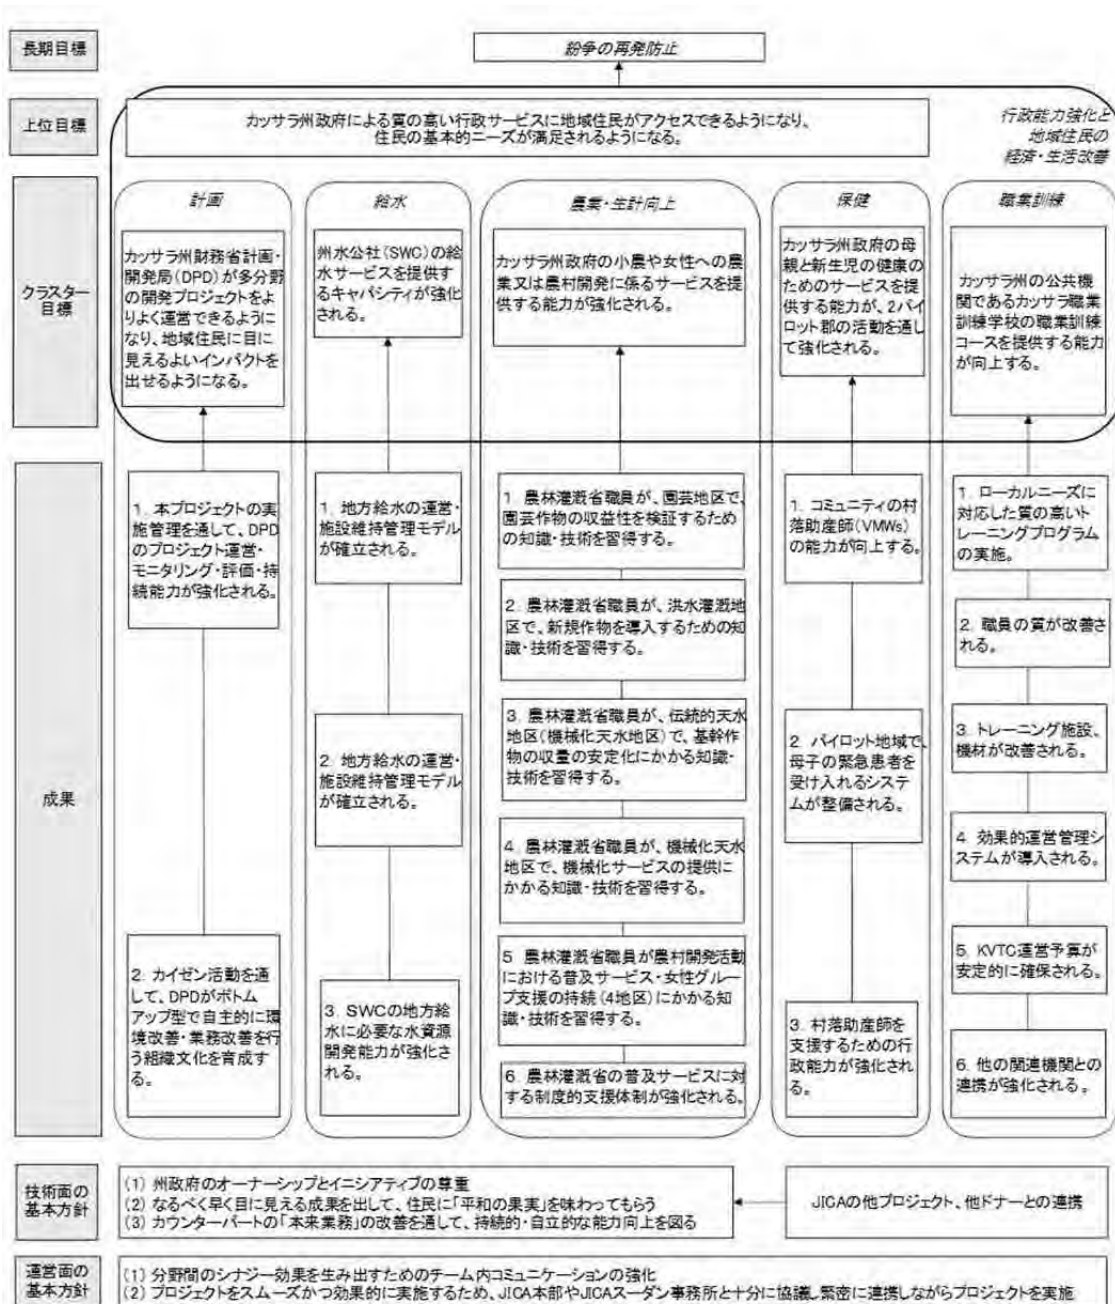 長期目標
紛争の再発防止
上位目標
カッサラ州政府による質の高い行政サービスに地域住民がアクセスできるようになり、
住民の基本的ニーズが満足されるようになる。
行政能力強化と
地域住民の
経済・生活改善
クラスター
目標
計画
カッサラ州財務省計画・
開発局(DPD)が多分野
の開発プロジェクトをよ
りよく運営できるように
なり、地域住民に目に
見えるよいインパクトを
出せるようになる。
給水
州水公社(SWC)の給
水サービスを提供す
るキャパシティが強化
される。
農業・生計向上
カッサラ州政府の小農や女性への農
業又は農村開発に係るサービスを提
供する能力が強化される。
保健
カッサラ州政府の母
親と新生児の健康の
ためのサービスを提
供する能力が、2パイ
ロット郡の活動を通し
て強化される。
職業訓練
カッサラ州の公共機
関であるカッサラ職業
訓練学校の職業訓練
コースを提供する能力
が向上する。
成果
1. 本プロジェクトの実
施管理を通して、DPD
のプロジェクト運営・
モニタリング・評価・持
続能力が強化される。
2. カイゼン活動を通
して、DPDがボトム
アップ型で自主的に環
境改善・業務改善を行
う組織文化を育成す
る。
1. 地方給水の運営・
施設維持管理モデル
が確立される。
2. 地方給水の運営・
施設維持管理モデル
が確立される。
3. SWCの地方給
水に必要な水資源
開発能力が強化さ
れる。
1. 農林灌漑省職員が、園芸地区で、
園芸作物の収益性を検証するため
の知識・技術を習得する。
2. 農林灌漑省職員が、洪水灌漑地
区で、新規作物を導入するための知
識・技術を習得する。
3. 農林灌漑省職員が、伝統的天水
地区(機械化天水地区)で、基幹作
物の収量の安定化にかかる知識・
技術を習得する。
4. 農林灌漑省職員が、機械化天水
地区で、機械化サービスの提供に
かかる知識・技術を習得する。
5 農林灌漑省職員が農村開発活動
における普及サービス・女性グルー
プ支援の持続(4地区)にかかる知
識・技術を習得する。
6. 農林灌漑省の普及サービスに対
する制度的支援体制が強化される。
1. コミュニティの村
落助産師(VMWs)
の能力が向上する。
2. パイロット地域で、
母子の緊急患者を
受け入れるシステ
ムが整備される。
3. 村落助産師を
支援するための行
政能力が強化され
る。
1. ローカルニーズに
対応した質の高いト
レーニングプログラム
の実施。
2. 職員の質が改善さ
れる。
3. トレーニング施設、
機材が改善される。
4. 効果的運営管理シ
ステムが導入される。
5. KVTC運営予算が
安定的に確保される。
6. 他の関連機関との
連携が強化される。
技術面の
基本方針
(1) 州政府のオーナーシップとイニシアティブの尊重
(2) なるべく早く目に見える成果を出して、住民に「平和の果実」を味わってもらう
(3) カウンターパートの「本来業務」の改善を通して、持続的・自立的な能力向上を図る
JICAの他プロジェクト、他ドナーとの連携
運営面の
基本方針
(1) 分野間のシナジー効果を生み出すためのチーム内コミュニケーションの強化
(2) プロジェクトをスムーズかつ効果的に実施するため、JICA本部やJICAスーダン事務所と十分に協議し緊密に連携しながらプロジェクトを実施